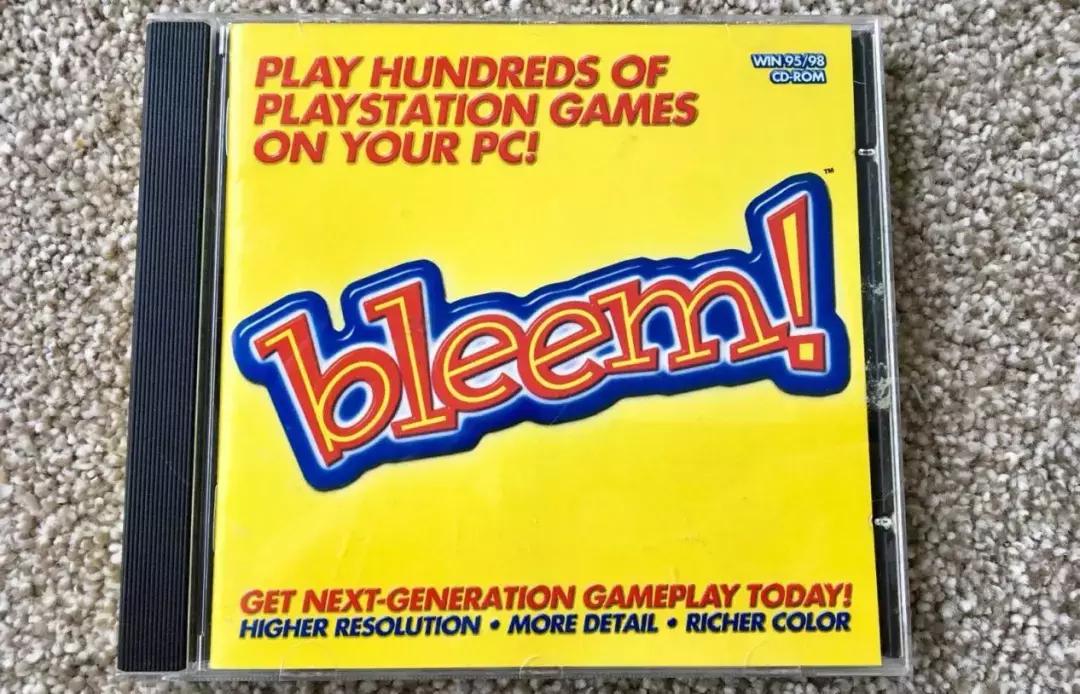 PLAY HUNDREDS OF
PLAYSTATION GAMES
ON YOUR PC!
WIN 95/98
CD-ROM
bleem!™
GET NEXT-GENERATION GAMEPLAY TODAY!
HIGHER RESOLUTION • MORE DETAIL • RICHER COLOR